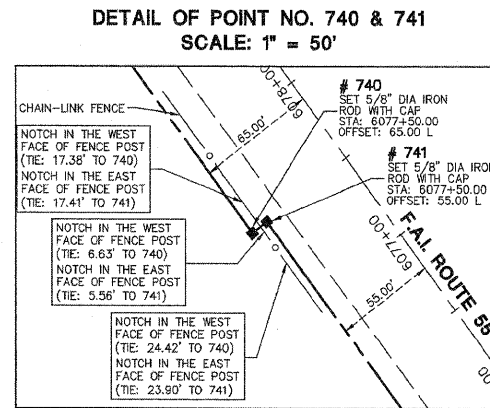 DETAIL OF POINT NO. 740 & 741
SCALE: 1" = 50'
CHAIN-LINK FENCE
NOTCH IN THE WEST
FACE OF FENCE POST
(TIE: 17.38' TO 740)
NOTCH IN THE EAST
FACE OF FENCE POST
(TIE: 17.41' TO 741)
NOTCH IN THE WEST
FACE OF FENCE POST
(TIE: 6.63' TO 740)
NOTCH IN THE EAST
FACE OF FENCE POST
(TIE: 5.56' TO 741)
NOTCH IN THE WEST
FACE OF FENCE POST
(TIE: 24.42' TO 740)
NOTCH IN THE EAST
FACE OF FENCE POST
(TIE: 23.90' TO 741)
65.00'
6078+00
# 740
SET 5/8" DIA IRON
ROD WITH CAP
STA: 6077+50.00
OFFSET: 65.00 L
# 741
SET 5/8" DIA IRON
ROD WITH CAP
STA: 6077+50.00
OFFSET: 55.00 L
6077+00
F.A.I. ROUTE 55
55.00'
00